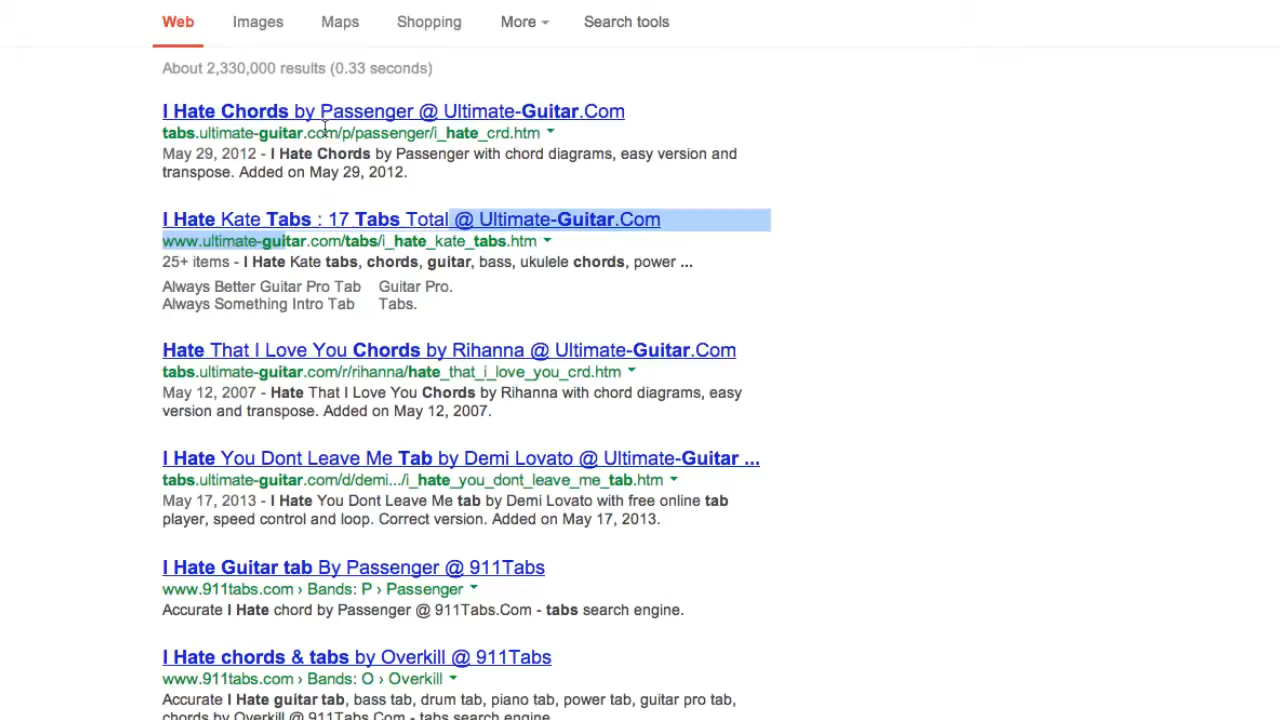 Web Images Maps Shopping More Search tools
About 2,330,000 results (0.33 seconds)
I Hate Chords by Passenger @ Ultimate-Guitar.Com
tabs.ultimate-guitar.com/p/passenger/i_hate_crd.htm
May 29, 2012 - I Hate Chords by Passenger with chord diagrams, easy version and
transpose. Added on May 29, 2012.
I Hate Kate Tabs : 17 Tabs Total @ Ultimate-Guitar.Com
www.ultimate-guitar.com/tabs/i_hate_kate_tabs.htm
25+ items - I Hate Kate tabs, chords, guitar, bass, ukulele chords, power ...
Always Better Guitar Pro Tab Guitar Pro.
Always Something Intro Tab Tabs.
Hate That I Love You Chords by Rihanna @ Ultimate-Guitar.Com
tabs.ultimate-guitar.com/r/rihanna/hate_that_i_love_you_crd.htm
May 12, 2007 - Hate That I Love You Chords by Rihanna with chord diagrams, easy
version and transpose. Added on May 12, 2007.
I Hate You Dont Leave Me Tab by Demi Lovato @ Ultimate-Guitar ...
tabs.ultimate-guitar.com/d/demi.../i_hate_you_dont_leave_me_tab.htm
May 17, 2013 - I Hate You Dont Leave Me tab by Demi Lovato with free online tab
player, speed control and loop. Correct version. Added on May 17, 2013.
I Hate Guitar tab By Passenger @ 911Tabs
www.911tabs.com › Bands: P › Passenger
Accurate I Hate chord by Passenger @ 911Tabs.Com - tabs search engine.
I Hate chords & tabs by Overkill @ 911Tabs
www.911tabs.com › Bands: O › Overkill
Accurate I Hate guitar tab, bass tab, drum tab, piano tab, power tab, guitar pro tab,
chords by Overkill @ 911Tabs.Com - tabs search engine.